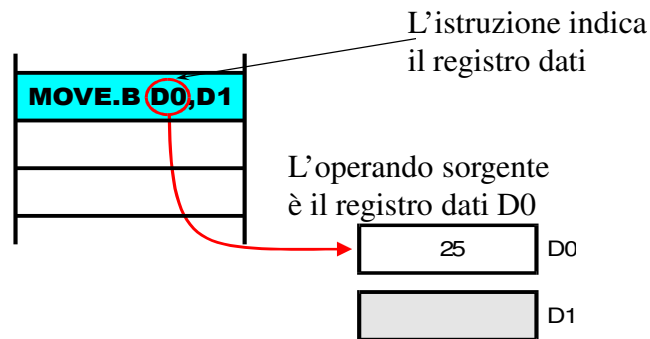 L'istruzione indica
il registro dati
MOVE.B D0,D1
L'operando sorgente
è il registro dati D0
25 D0
D1